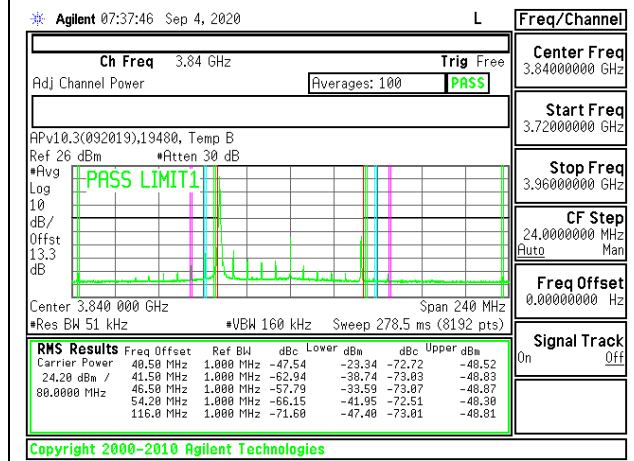 Agilent 07:37:46 Sep 4, 2020 L
Freq/Channel
Ch Freq 3.84 GHz Trig Free
Adj Channel Power Averages: 100 PASS
APv10.3(092019),19480, Temp B
Ref 26 dBm #Atten 30 dB
#Avg
Log
10
dB/
Offst
13.3
dB
PASS LIMIT1
Center 3.840 000 GHz Span 240 MHz
#Res BW 51 kHz #VBW 160 kHz Sweep 278.5 ms (8192 pts)
RMS Results Freq Offset Ref BW dBc Lower dBm dBc Upper dBm
Carrier Power 40.50 MHz 1.000 MHz -47.54 -23.34 -72.72 -48.52
24.20 dBm / 41.50 MHz 1.000 MHz -62.94 -38.74 -73.03 -48.83
80.0000 MHz 46.50 MHz 1.000 MHz -57.79 -33.59 -73.07 -48.87
54.20 MHz 1.000 MHz -66.15 -41.95 -72.51 -48.30
116.0 MHz 1.000 MHz -71.60 -47.40 -73.01 -48.81
Center Freq
3.84000000 GHz
Start Freq
3.72000000 GHz
Stop Freq
3.96000000 GHz
CF Step
24.0000000 MHz
Auto Man
Freq Offset
0.00000000 Hz
Signal Track
On Off
Copyright 2000-2010 Agilent Technologies